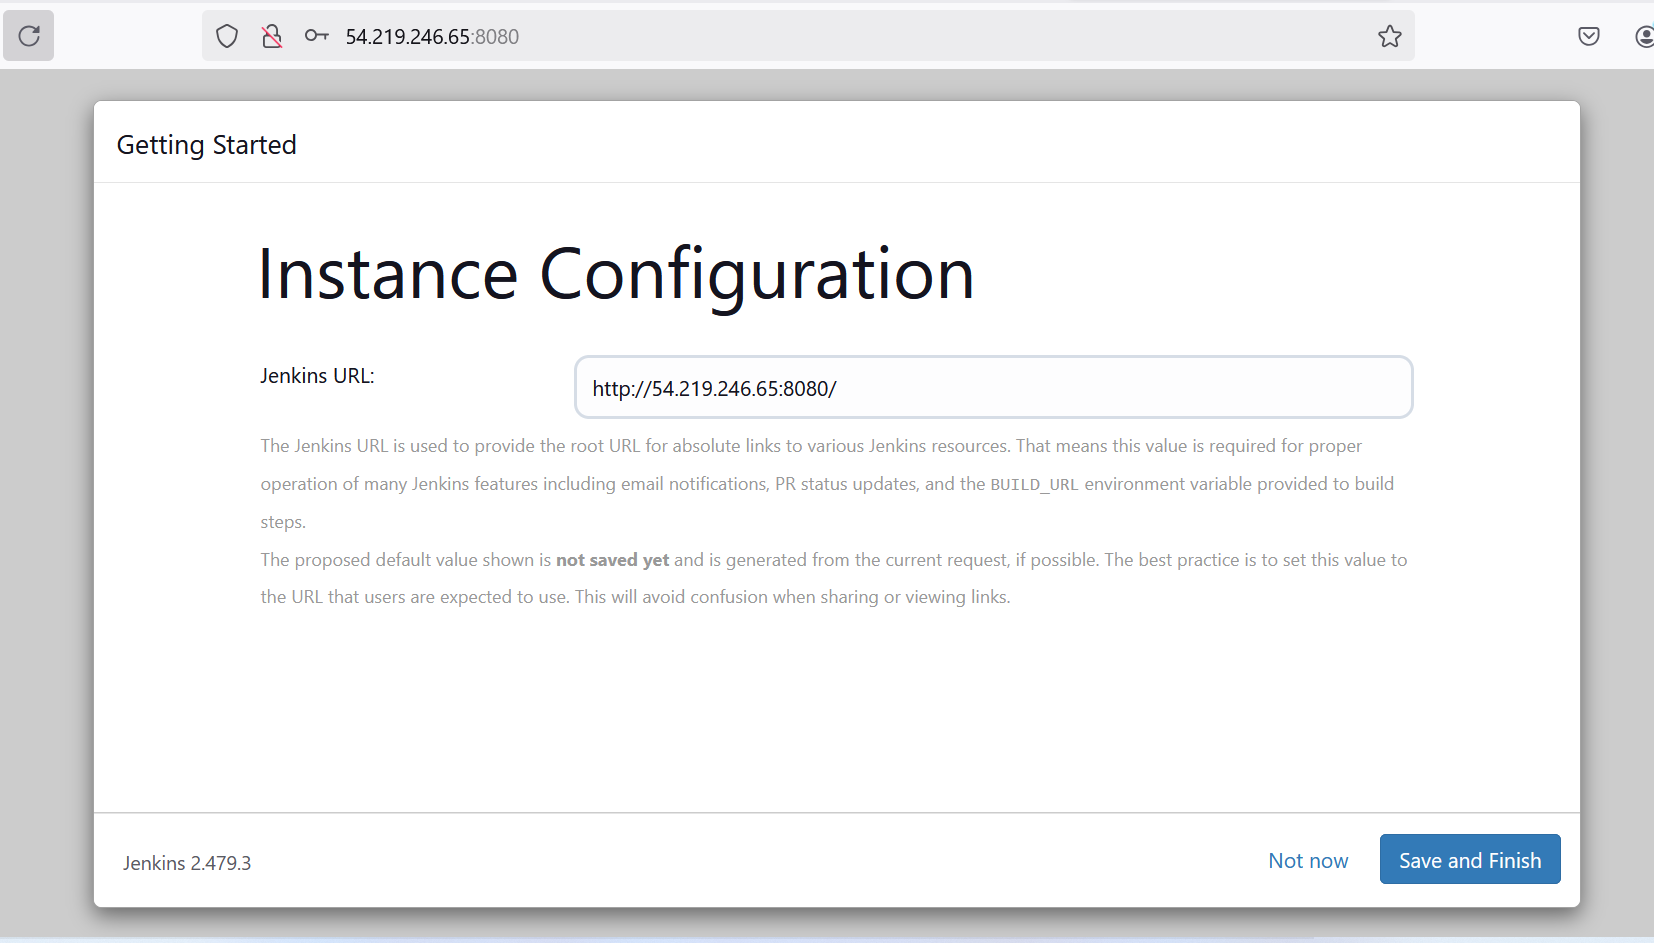 54.219.246.65:8080
Getting Started
Instance Configuration
Jenkins URL:
http://54.219.246.65:8080/
The Jenkins URL is used to provide the root URL for absolute links to various Jenkins resources. That means this value is required for proper
operation of many Jenkins features including email notifications, PR status updates, and the BUILD_URL environment variable provided to build
steps.
The proposed default value shown is not saved yet and is generated from the current request, if possible. The best practice is to set this value to
the URL that users are expected to use. This will avoid confusion when sharing or viewing links.
Jenkins 2.479.3
Not now
Save and Finish